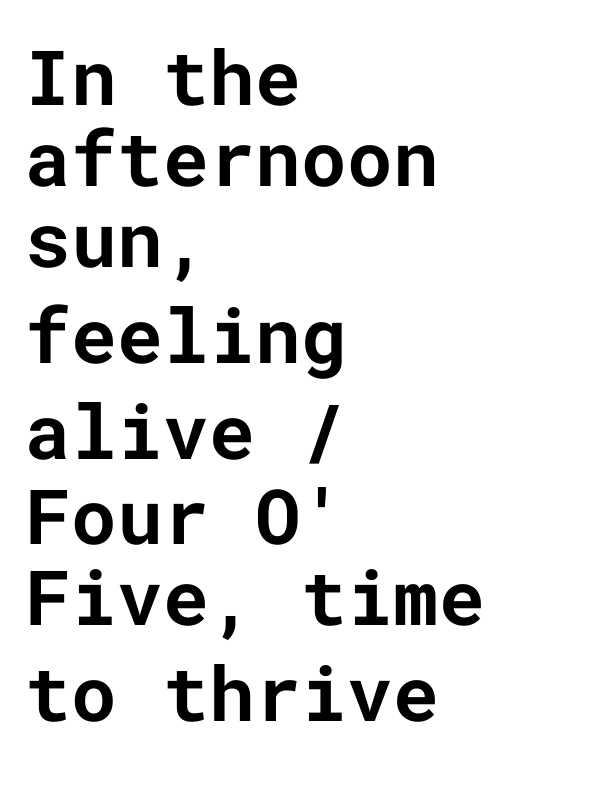 In the
afternoon
sun,
feeling
alive /
Four O'
Five, time
to thrive